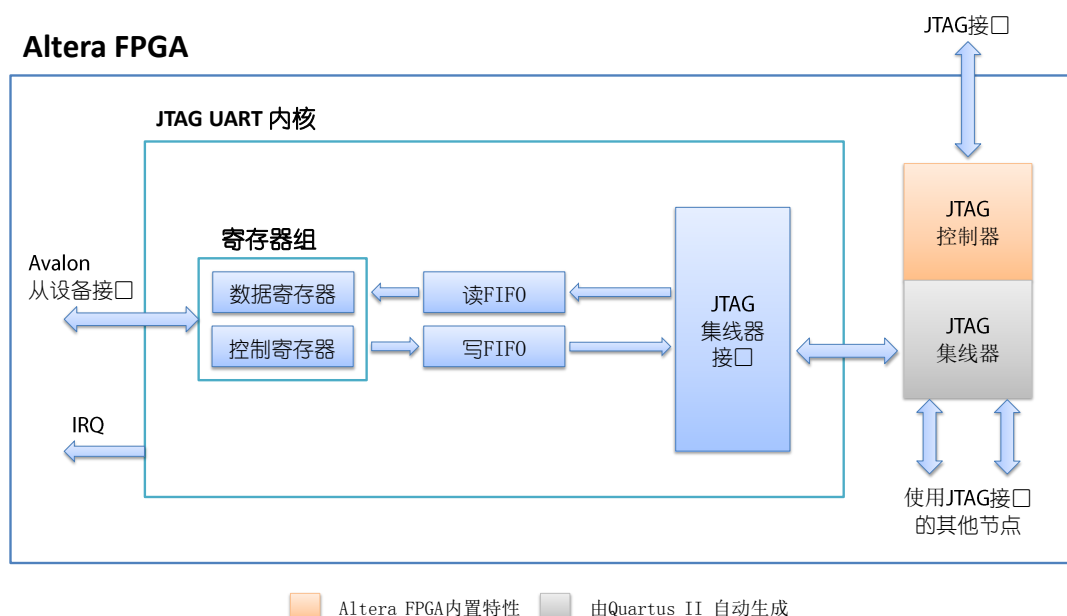 JTAG接口
Altera FPGA
JTAG UART 内核
JTAG
控制器
寄存器组
Avalon
从设备接口
数据寄存器
读FIFO
JTAG
集线器
接口
JTAG
集线器
控制寄存器
写FIFO
IRQ
使用JTAG接口
的其他节点
Altera FPGA内置特性
由Quartus II 自动生成